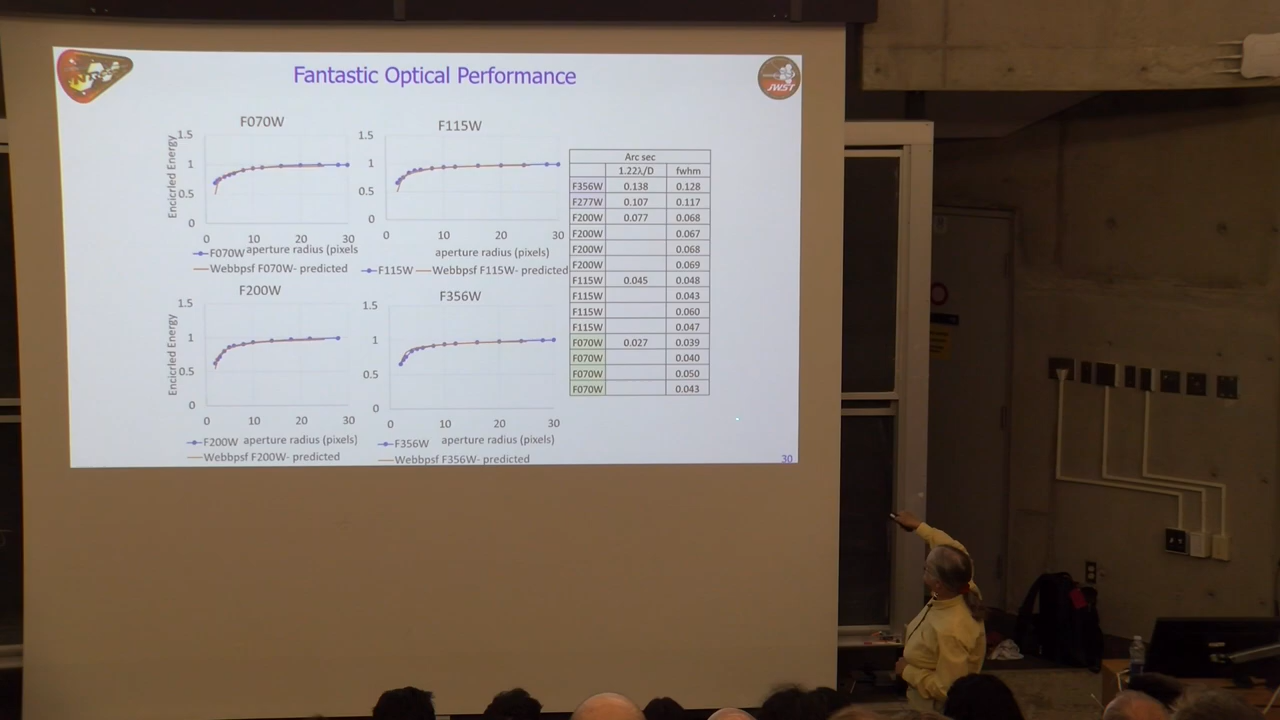 Fantastic Optical Performance
JWST
F070W
1.5
1
0.5
0
Encicrled Energy
0 10 20 30
aperture radius (pixels
F070W
Webbpsf F070W- predicted
F115W
1.5
1
0.5
0
0 10 20 30
aperture radius (pixels)
F115W Webbpsf F115W- predicted
F200W
1.5
1
0.5
0
Encicrled Energy
0 10 20 30
F200W aperture radius (pixels)
Webbpsf F200W- predicted
F356W
1.5
1
0.5
0
0 10 20 30
F356W aperture radius (pixels)
Webbpsf F356W- predicted
Arc sec
1.22λ/D fwhm
F356W 0.138 0.128
F277W 0.107 0.117
F200W 0.077 0.068
F200W 0.067
F200W 0.068
F200W 0.069
F115W 0.045 0.048
F115W 0.043
F115W 0.060
F115W 0.047
F070W 0.027 0.039
F070W 0.040
F070W 0.050
F070W 0.043
30